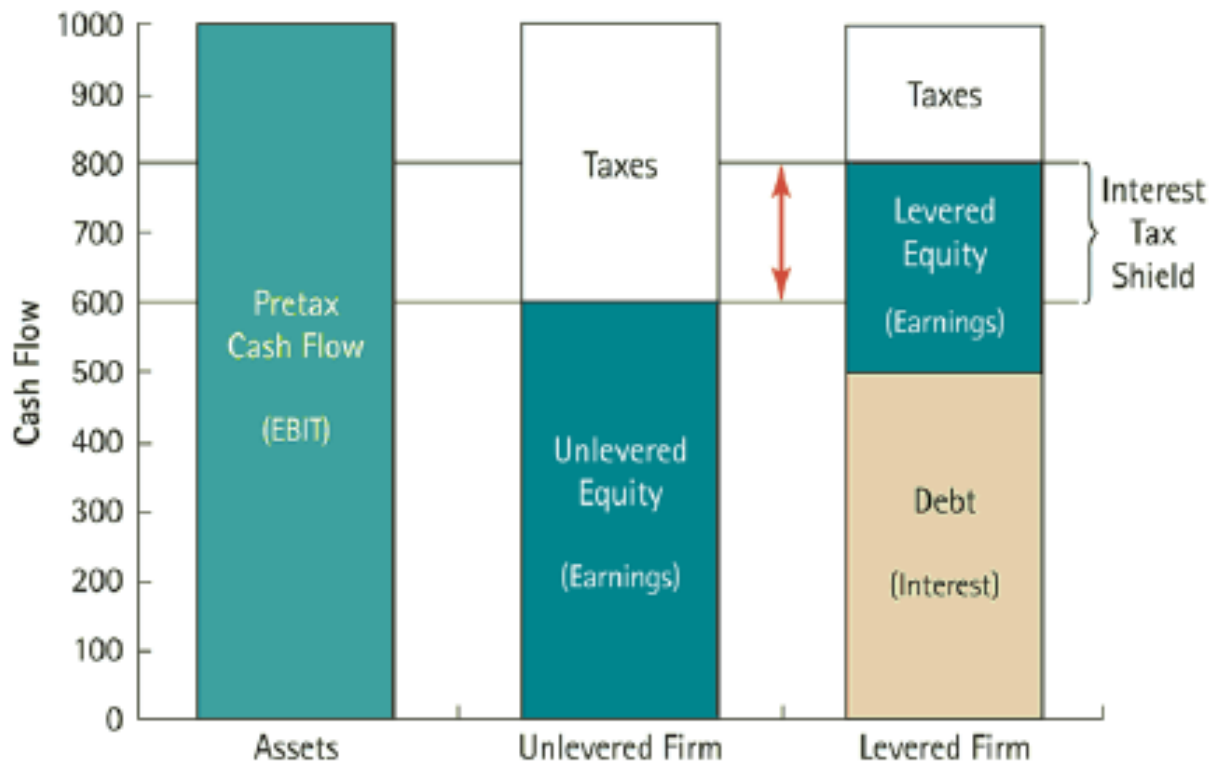 Cash Flow
1000
900
800
700
600
500
400
300
200
100
0
Pretax
Cash Flow
(EBIT)
Taxes
Unlevered
Equity
(Earnings)
Taxes
Levered
Equity
(Earnings)
Debt
(Interest)
Interest
Tax
Shield
Assets
Unlevered Firm
Levered Firm